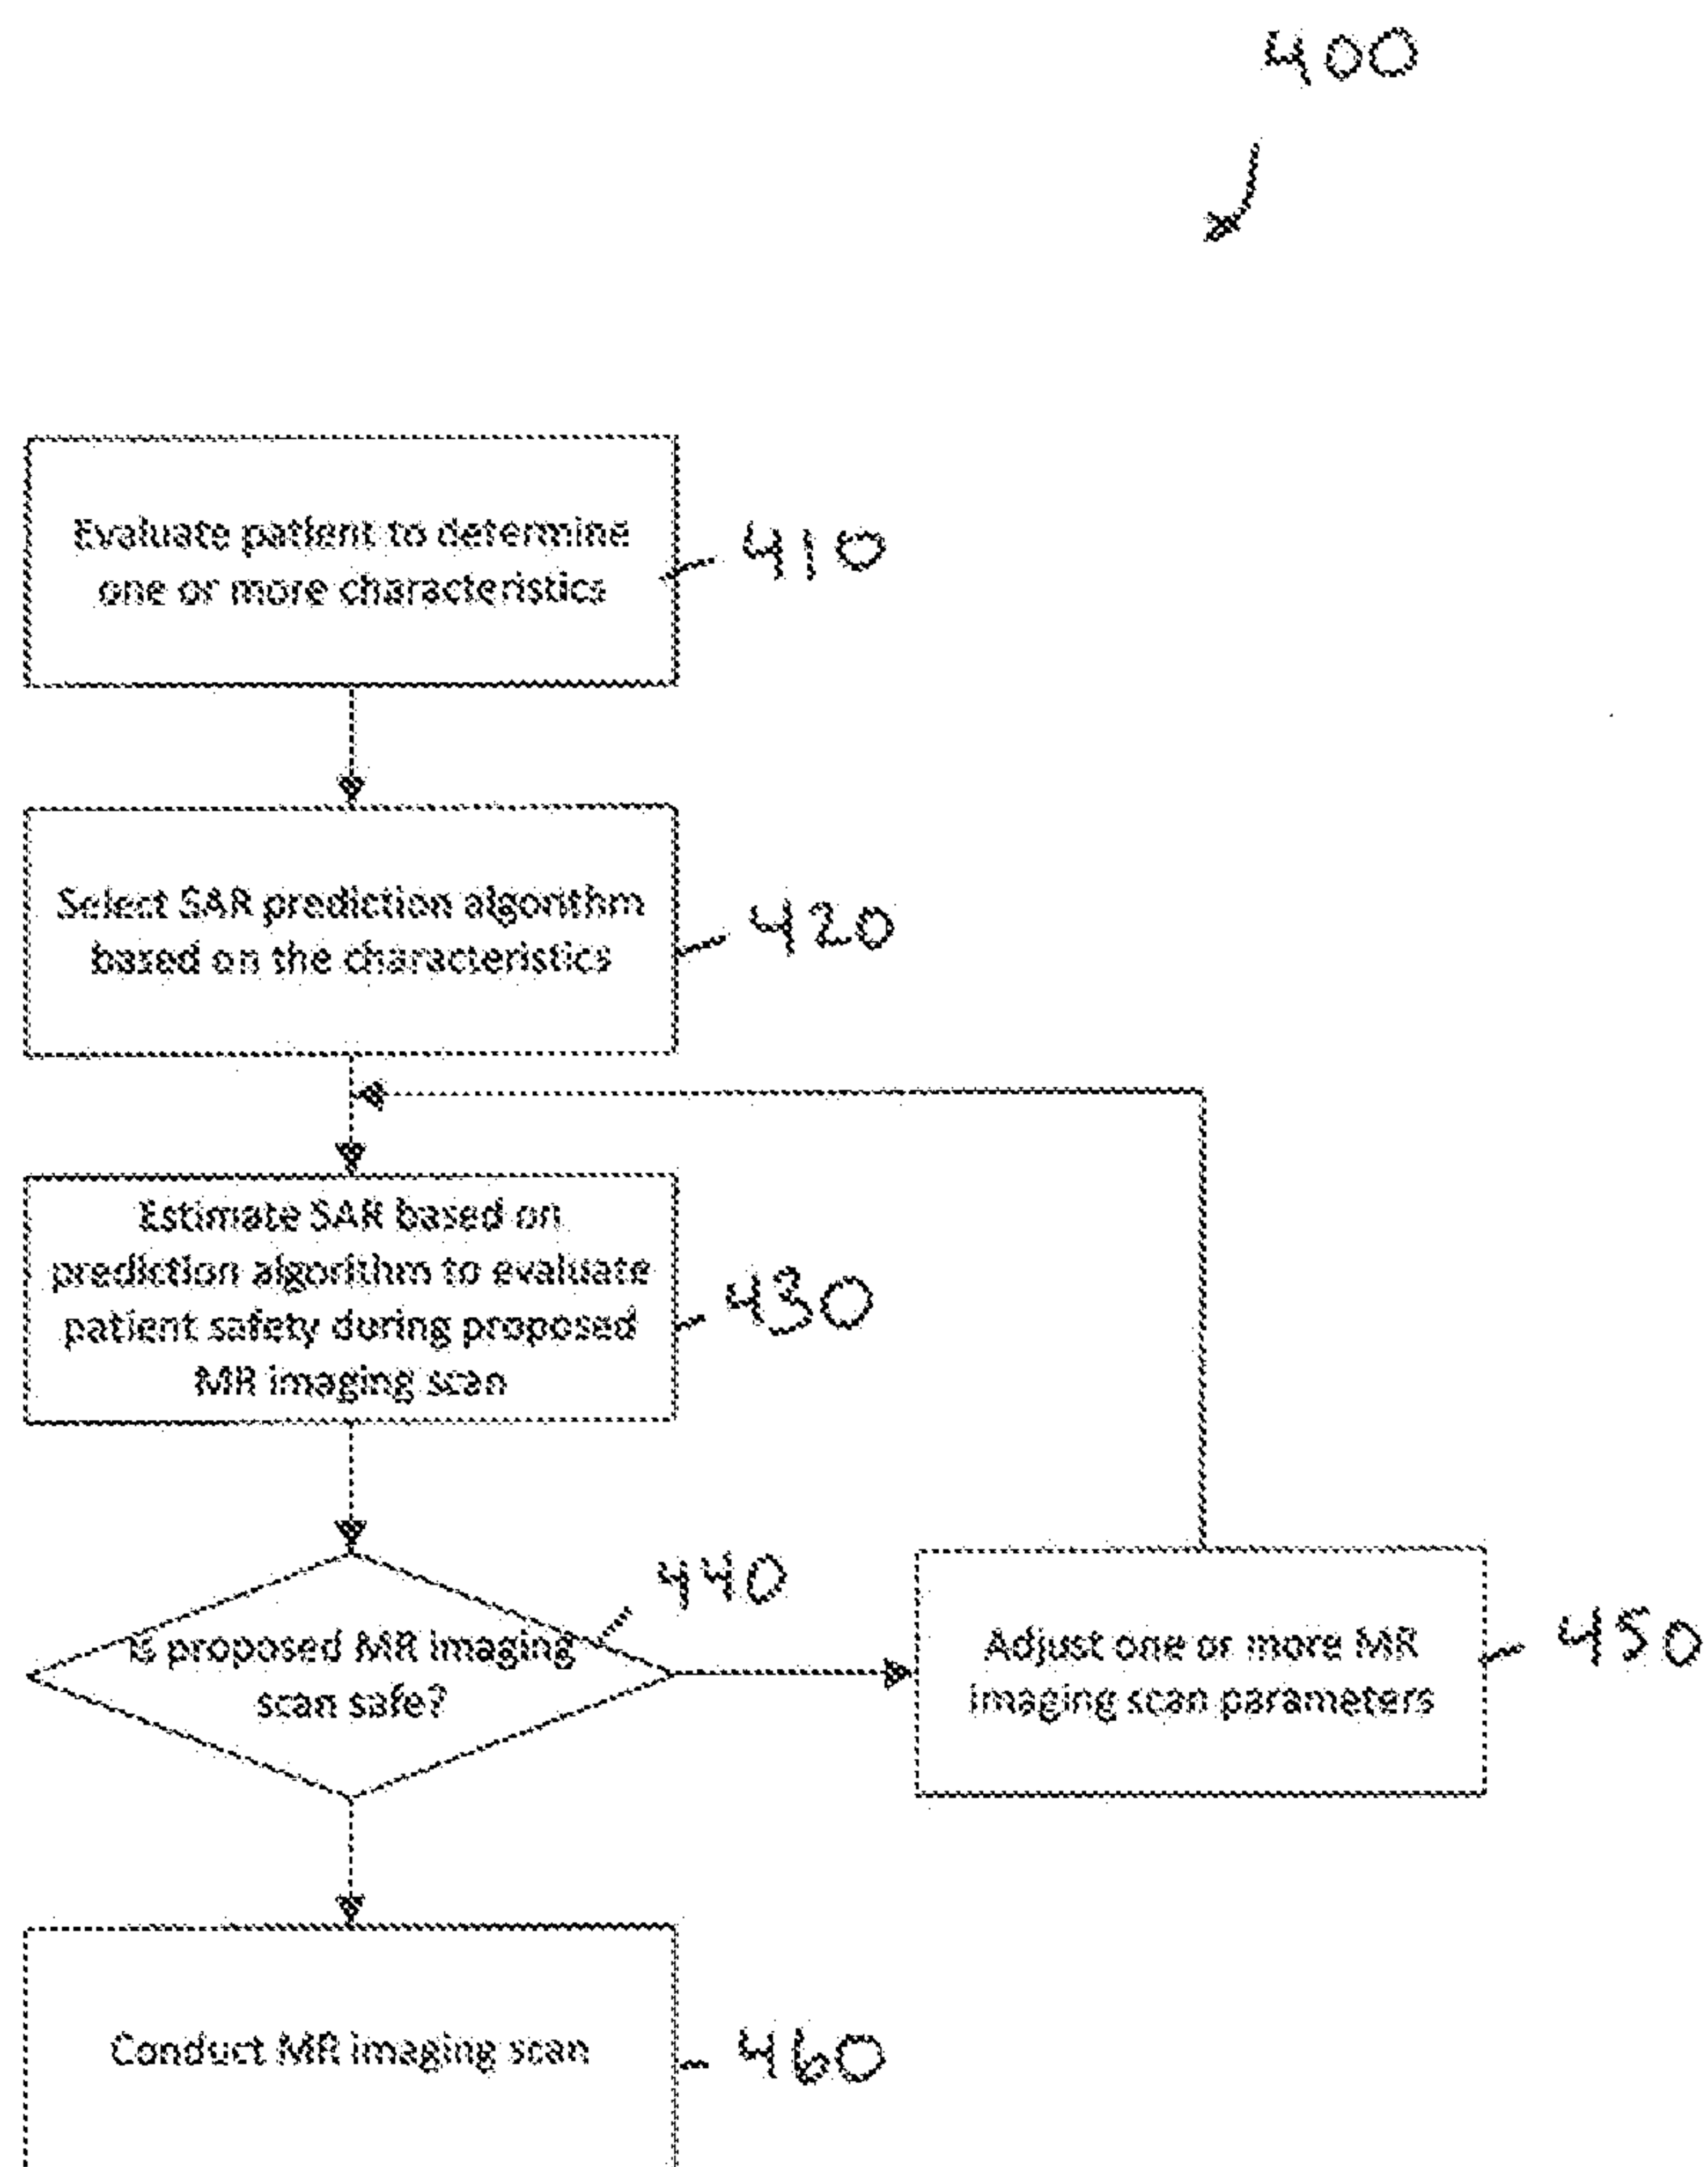 400
Evaluate patient to determine
one or more characteristics
410
Select SAR prediction algorithm
based on the characteristics
420
Estimate SAR based on
prediction algorithm to evaluate
patient safety during proposed
MR imaging scan
430
Is proposed MR imaging
scan safe?
440
Adjust one or more MR
imaging scan parameters
450
Conduct MR imaging scan
460